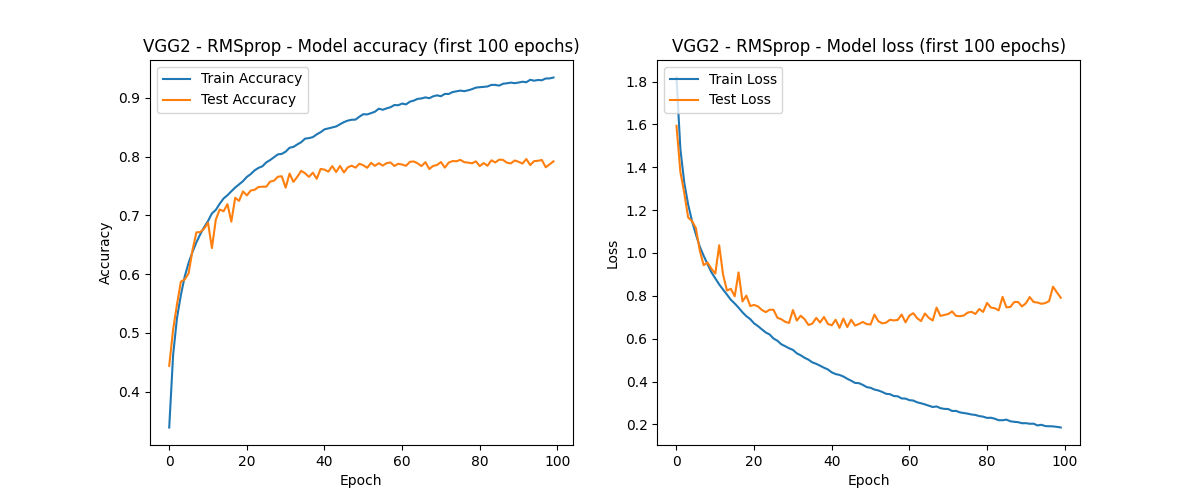 VGG2 - RMSprop - Model accuracy (first 100 epochs)
Train Accuracy
Test Accuracy
Accuracy
0.9
0.8
0.7
0.6
0.5
0.4
0 20 40 60 80 100
Epoch
VGG2 - RMSprop - Model loss (first 100 epochs)
Train Loss
Test Loss
Loss
1.8
1.6
1.4
1.2
1.0
0.8
0.6
0.4
0.2
0 20 40 60 80 100
Epoch